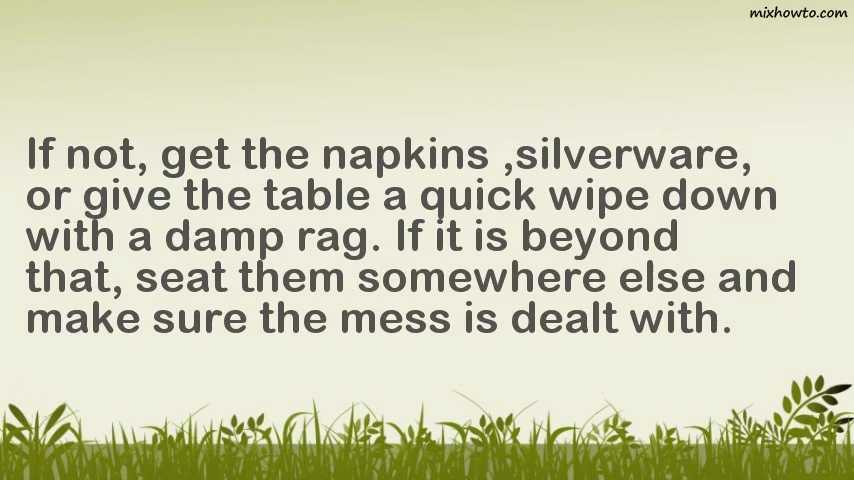 mixhowto.com
If not, get the napkins ,silverware,
or give the table a quick wipe down
with a damp rag. If it is beyond
that, seat them somewhere else and
make sure the mess is dealt with.